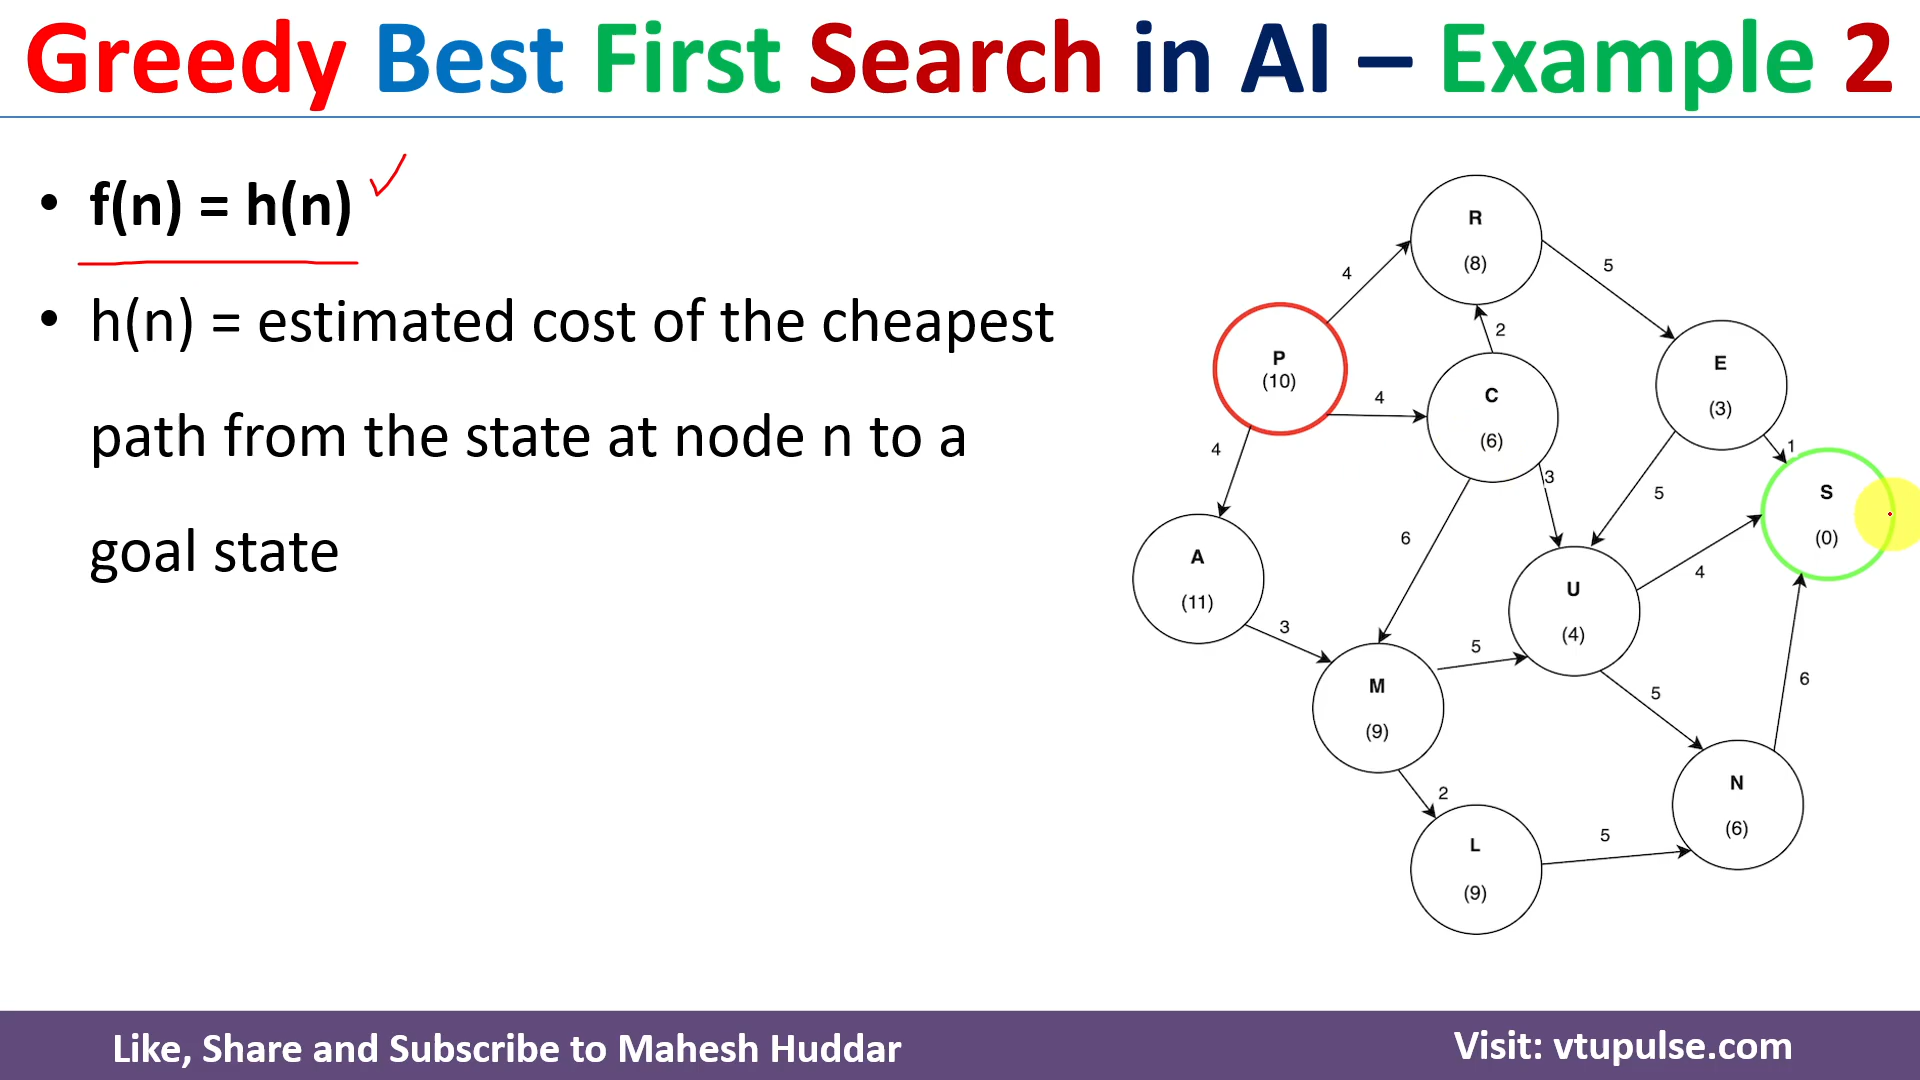 Greedy Best First Search in AI – Example 2
• f(n) = h(n)
• h(n) = estimated cost of the cheapest
path from the state at node n to a
goal state
R
(8)
4
5
P
(10)
2
E
(3)
4
C
(6)
4
1
3
S
(0)
5
6
A
(11)
U
(4)
4
3
5
M
(9)
5
6
2
N
(6)
L
(9)
5
Like, Share and Subscribe to Mahesh Huddar
Visit: vtupulse.com